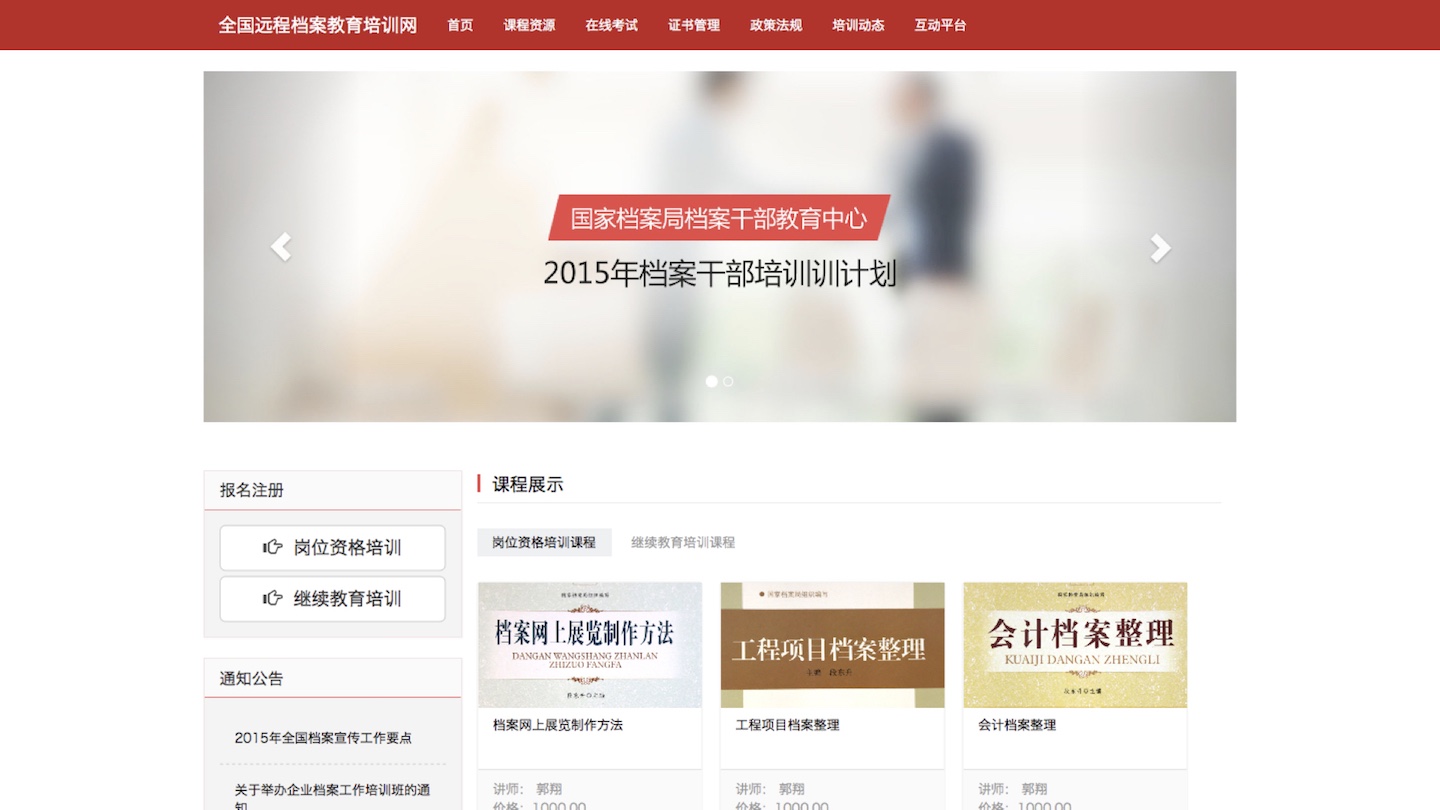 全国远程档案教育培训网 首页 课程资源 在线考试 证书管理 政策法规 培训动态 互动平台
国家档案局档案干部教育中心
2015年档案干部培训训计划
报名注册
岗位资格培训
继续教育培训
通知公告
2015年全国档案宣传工作要点
关于举办企业档案工作培训班的通
知
课程展示
岗位资格培训课程 继续教育培训课程
档案网上展览制作方法
DANGAN WANGSHANG ZHANLAN
ZHIZUO FANGFA
档案网上展览制作方法
讲师： 郭翔
价格：1000.00
工程项目档案整理
工程项目档案整理
讲师： 郭翔
价格：1000.00
会计档案整理
KUAIJI DANGAN ZHENGLI
会计档案整理
讲师： 郭翔
价格：1000.00